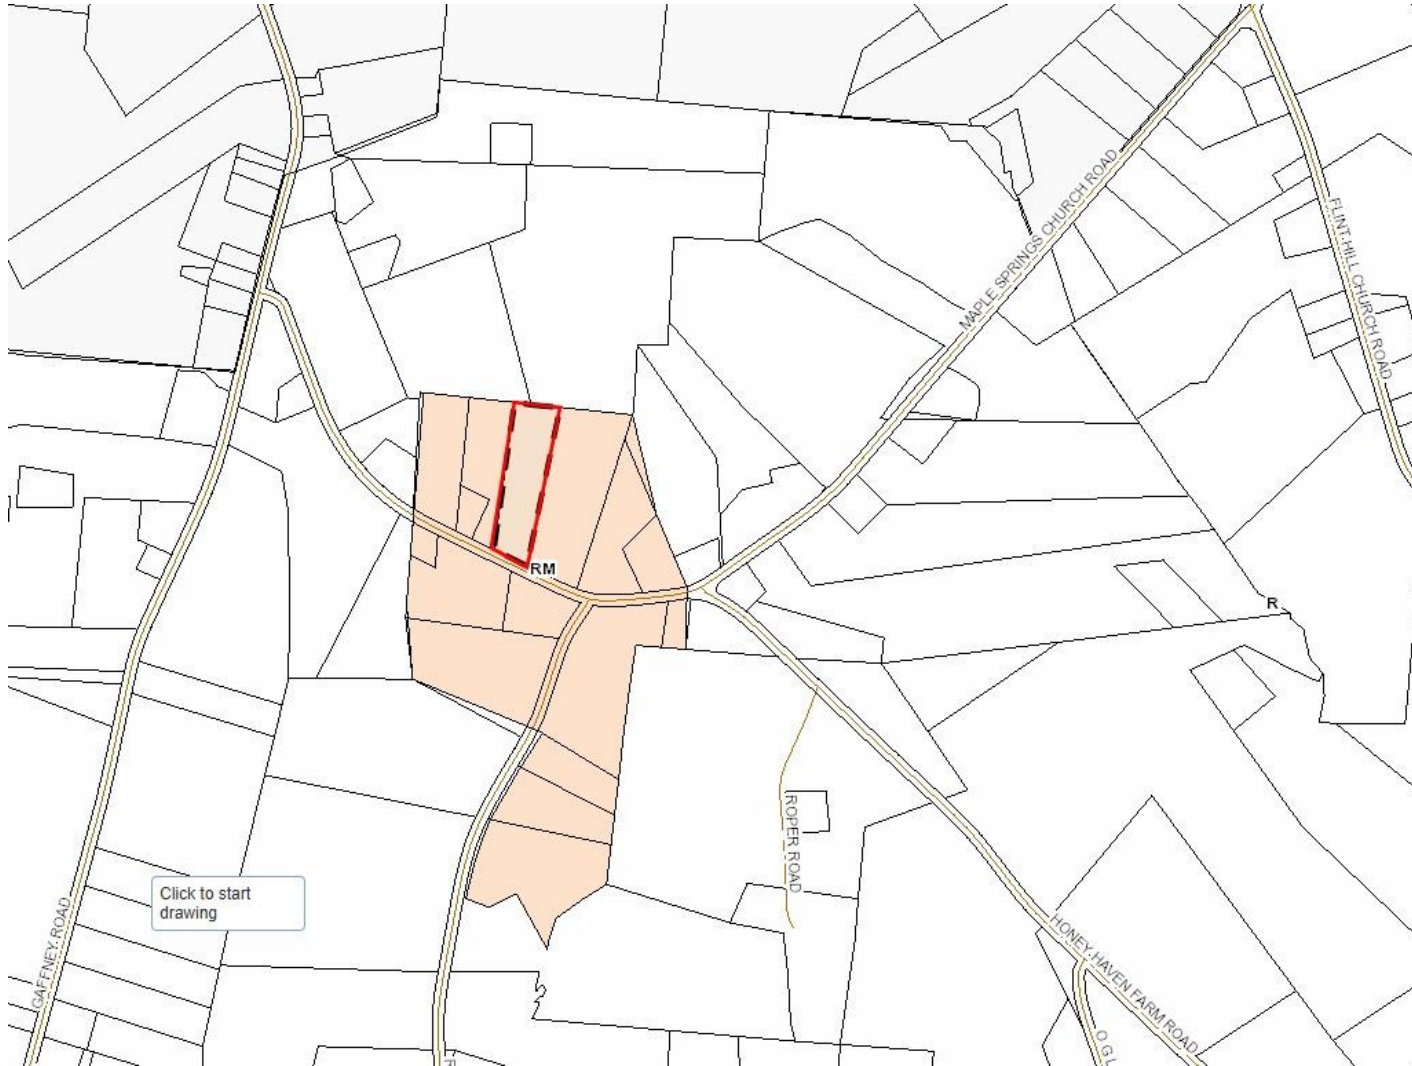 MAPLE SPRINGS CHURCH ROAD
FLINT HILL CHURCH ROAD
RM
R
ROPER ROAD
Click to start
drawing
GAFFNEY ROAD
HONEY HAVEN FARM ROAD